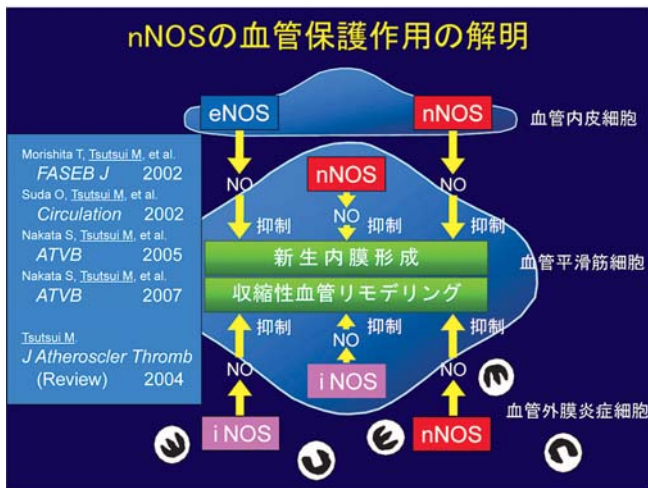 nNOSの血管保護作用の解明
eNOS
nNOS
血管内皮細胞
Morishita T, Tsutsui M, et al.
FASEB J 2002
Suda O, Tsutsui M, et al.
Circulation 2002
Nakata S, Tsutsui M, et al.
ATVB 2005
Nakata S, Tsutsui M, et al.
ATVB 2007
Tsutsui M.
J Atheroscler Thromb
(Review) 2004
NO
nNOS
NO
NO
抑制
抑制
抑制
新生内膜形成
血管平滑筋細胞
収縮性血管リモデリング
抑制
抑制
抑制
NO
NO
NO
iNOS
血管外膜炎症細胞
iNOS
nNOS